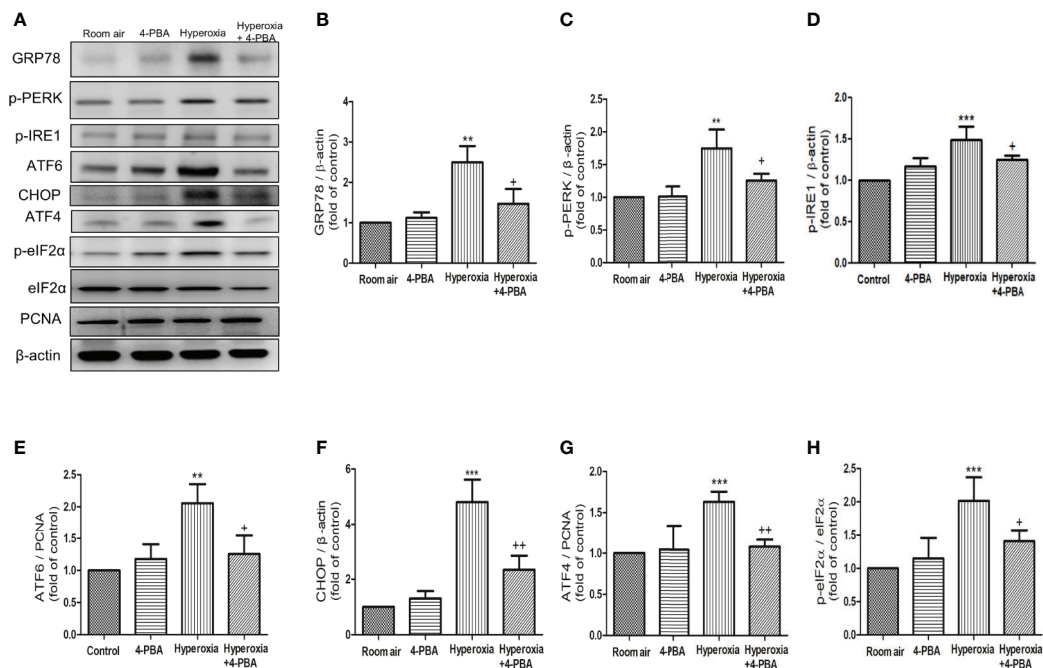 A
Room air 4-PBA Hyperoxia Hyperoxia
+ 4-PBA
GRP78
p-PERK
p-IRE1
ATF6
CHOP
ATF4
p-eIF2α
eIF2α
PCNA
β-actin
B
GRP78 / β-actin
(fold of control)
4
3
2
1
0
**
+
Room air 4-PBA Hyperoxia Hyperoxia
+4-PBA
C
p-PERK / β-actin
(fold of control)
2.5
2.0
1.5
1.0
0.5
0.0
**
+
Room air 4-PBA Hyperoxia Hyperoxia
+4-PBA
D
p-IRE1 / β-actin
(fold of control)
2.0
1.5
1.0
0.5
0.0
***
+
Control 4-PBA Hyperoxia Hyperoxia
+4-PBA
E
ATF6 / PCNA
(fold of control)
2.5
2.0
1.5
1.0
0.5
0.0
**
+
Control 4-PBA Hyperoxia Hyperoxia
+4-PBA
F
CHOP / β-actin
(fold of control)
6
4
2
0
***
++
Room air 4-PBA Hyperoxia Hyperoxia
+4-PBA
G
ATF4 / PCNA
(fold of control)
2.0
1.5
1.0
0.5
0.0
***
++
Room air 4-PBA Hyperoxia Hyperoxia
+4-PBA
H
p-eIF2α / eIF2α
(fold of control)
2.5
2.0
1.5
1.0
0.5
0.0
***
+
Room air 4-PBA Hyperoxia Hyperoxia
+4-PBA